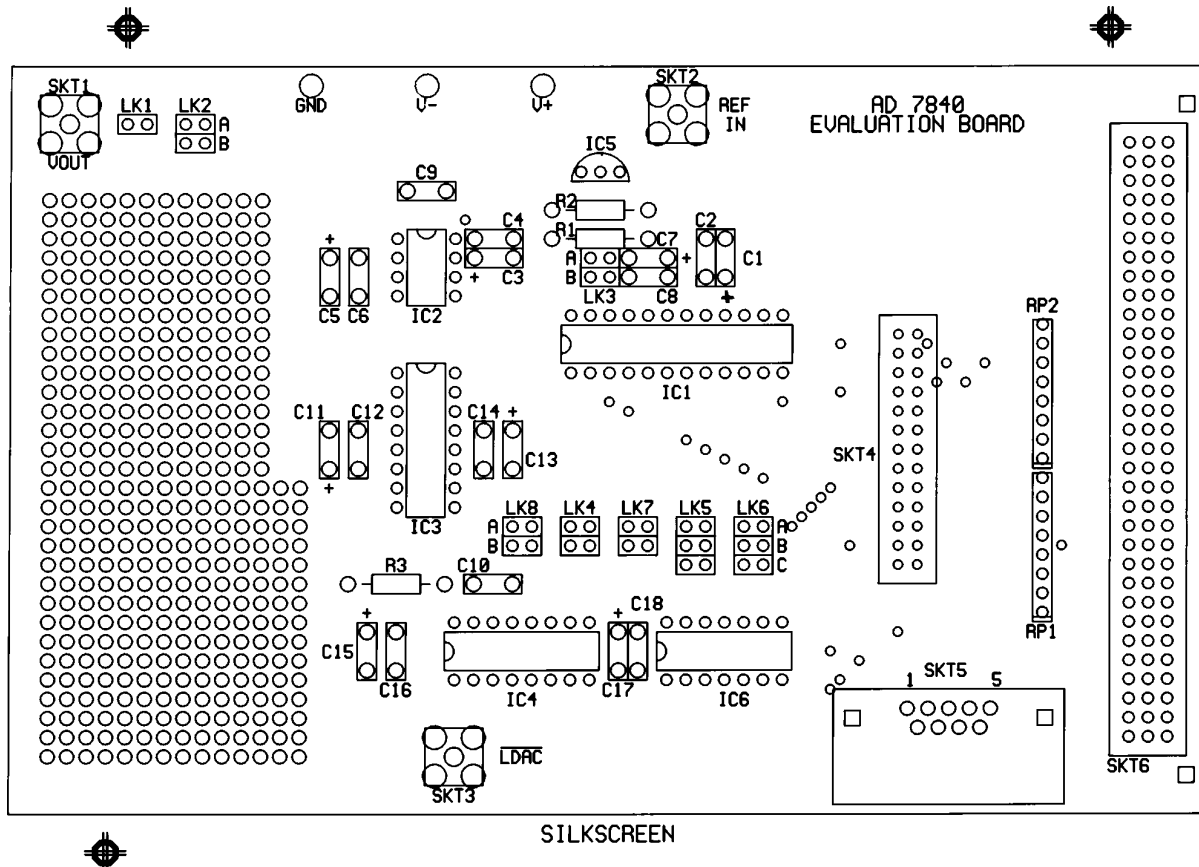 SKT1
LK1
LK2
A
B
VOUT
GND
V-
V+
SKT2
REF
IN
AD 7840
EVALUATION BOARD
IC5
C9
R2
R1
C4
C3
+
C7
C8
+
C2
C1
+
A
B
LK3
+
C5
C6
IC2
IC1
RP2
C11
C12
+
IC3
C14
+
C13
SKT4
LK8
LK4
LK7
LK5
LK6
A
B
A
B
C
R3
C10
+
C15
C16
IC4
+
C18
C17
IC6
RP1
SKT5
1
5
LDAC
SKT3
SKT6
SILKSCREEN